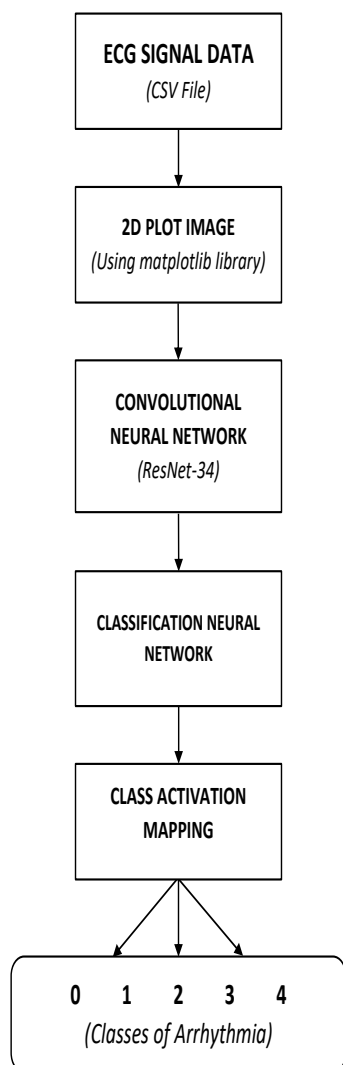 ECG SIGNAL DATA
(CSV File)
2D PLOT IMAGE
(Using matplotlib library)
CONVOLUTIONAL
NEURAL NETWORK
(ResNet-34)
CLASSIFICATION NEURAL
NETWORK
CLASS ACTIVATION
MAPPING
0 1 2 3 4
(Classes of Arrhythmia)